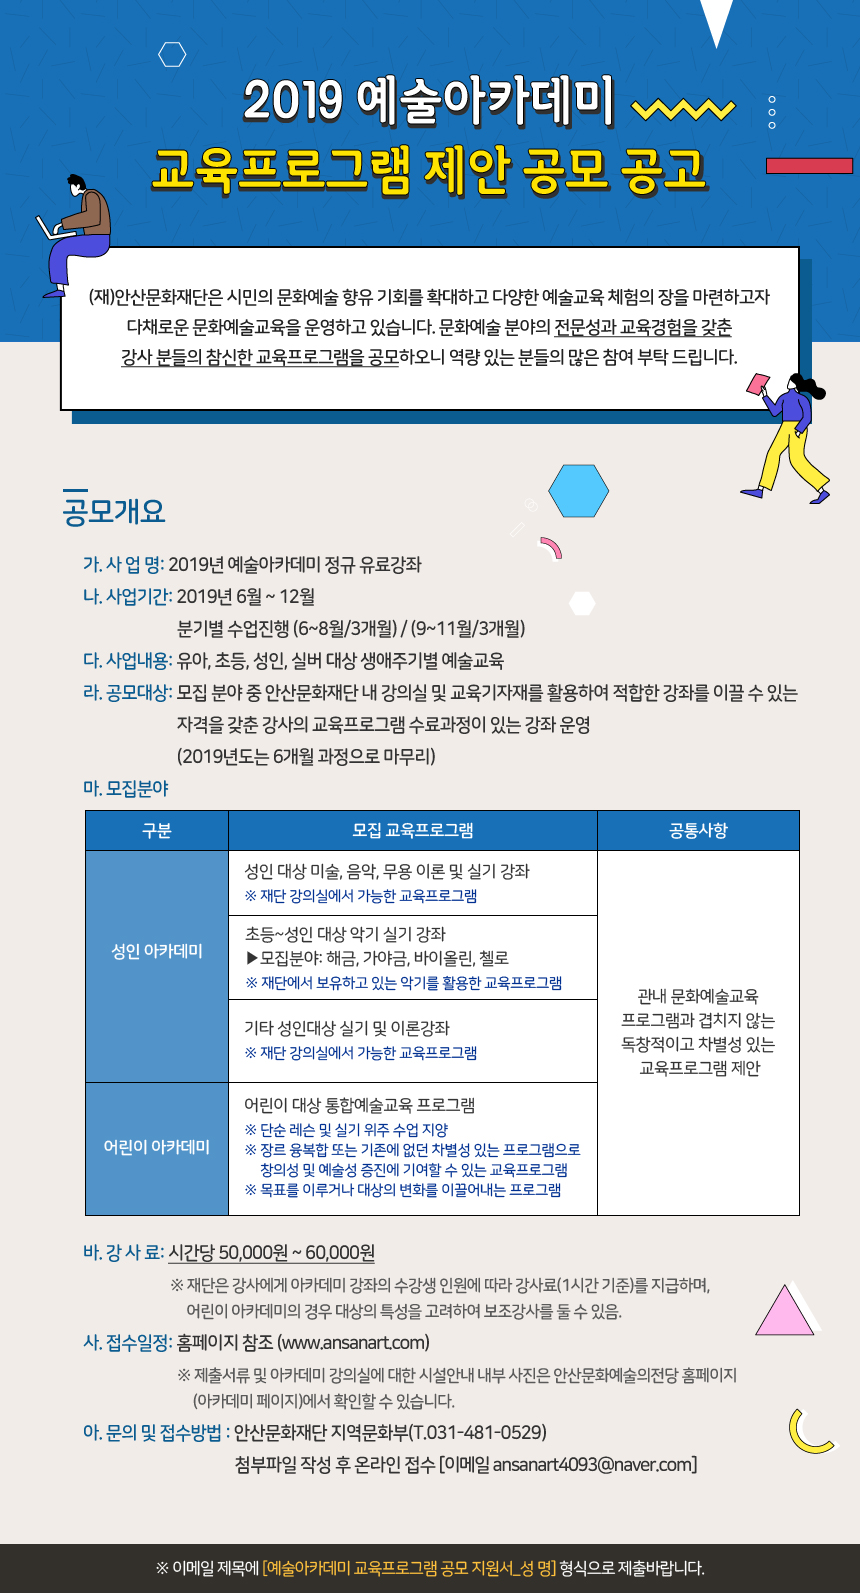 2019 예술아카데미
교육프로그램 제안 공모 공고
(재)안산문화재단은 시민의 문화예술 향유 기회를 확대하고 다양한 예술교육 체험의 장을 마련하고자
다채로운 문화예술교육을 운영하고 있습니다. 문화예술 분야의 전문성과 교육경험을 갖춘
강사 분들의 참신한 교육프로그램을 공모하오니 역량 있는 분들의 많은 참여 부탁 드립니다.
공모개요
가. 사 업 명: 2019년 예술아카데미 정규 유료강좌
나. 사업기간: 2019년 6월 ~ 12월
분기별 수업진행 (6~8월/3개월) / (9~11월/3개월)
다. 사업내용: 유아, 초등, 성인, 실버 대상 생애주기별 예술교육
라. 공모대상: 모집 분야 중 안산문화재단 내 강의실 및 교육기자재를 활용하여 적합한 강좌를 이끌 수 있는
자격을 갖춘 강사의 교육프로그램 수료과정이 있는 강좌 운영
(2019년도는 6개월 과정으로 마무리)
마. 모집분야
구분 모집 교육프로그램 공통사항
성인 아카데미
성인 대상 미술, 음악, 무용 이론 및 실기 강좌
※ 재단 강의실에서 가능한 교육프로그램
초등~성인 대상 악기 실기 강좌
▶모집분야: 해금, 가야금, 바이올린, 첼로
※ 재단에서 보유하고 있는 악기를 활용한 교육프로그램
기타 성인대상 실기 및 이론강좌
※ 재단 강의실에서 가능한 교육프로그램
어린이 아카데미
어린이 대상 통합예술교육 프로그램
※ 단순 레슨 및 실기 위주 수업 지양
※ 장르 융복합 또는 기존에 없던 차별성 있는 프로그램으로
창의성 및 예술성 증진에 기여할 수 있는 교육프로그램
※ 목표를 이루거나 대상의 변화를 이끌어내는 프로그램
관내 문화예술교육
프로그램과 겹치지 않는
독창적이고 차별성 있는
교육프로그램 제안
바. 강 사 료: 시간당 50,000원 ~ 60,000원
※ 재단은 강사에게 아카데미 강좌의 수강생 인원에 따라 강사료(1시간 기준)를 지급하며,
어린이 아카데미의 경우 대상의 특성을 고려하여 보조강사를 둘 수 있음.
사. 접수일정: 홈페이지 참조 (www.ansanart.com)
※ 제출서류 및 아카데미 강의실에 대한 시설안내 내부 사진은 안산문화예술의전당 홈페이지
(아카데미 페이지)에서 확인할 수 있습니다.
아. 문의 및 접수방법 : 안산문화재단 지역문화부(T.031-481-0529)
첨부파일 작성 후 온라인 접수 [이메일 ansanart4093@naver.com]
※ 이메일 제목에 [예술아카데미 교육프로그램 공모 지원서_성 명] 형식으로 제출바랍니다.